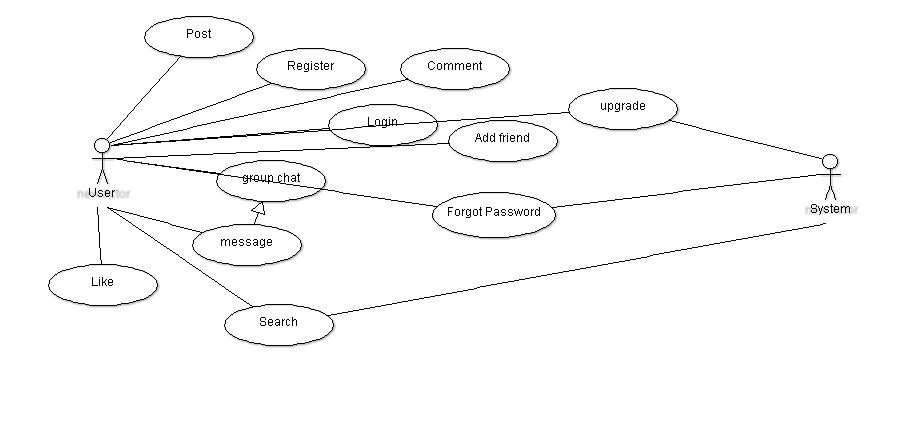 Post
Register
Comment
upgrade
Login
Add friend
group chat
User
System
Forgot Password
message
Like
Search